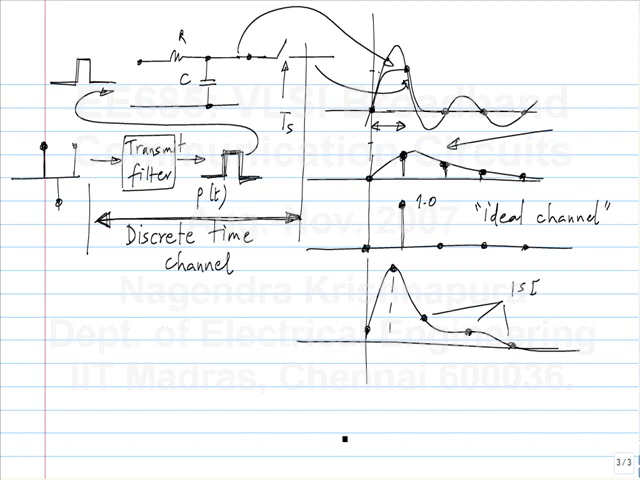 R
C
Ts
EE685: VLSI Broadband
Communication Circuits
Transmit
filter
p(t)
1.0
"ideal channel"
Aug.-Nov. 2007
Discrete Time
channel
ISI
Nagendra Krishnapura
Dept. of Electrical Engineering
IIT Madras, Chennai 600036.
3/3